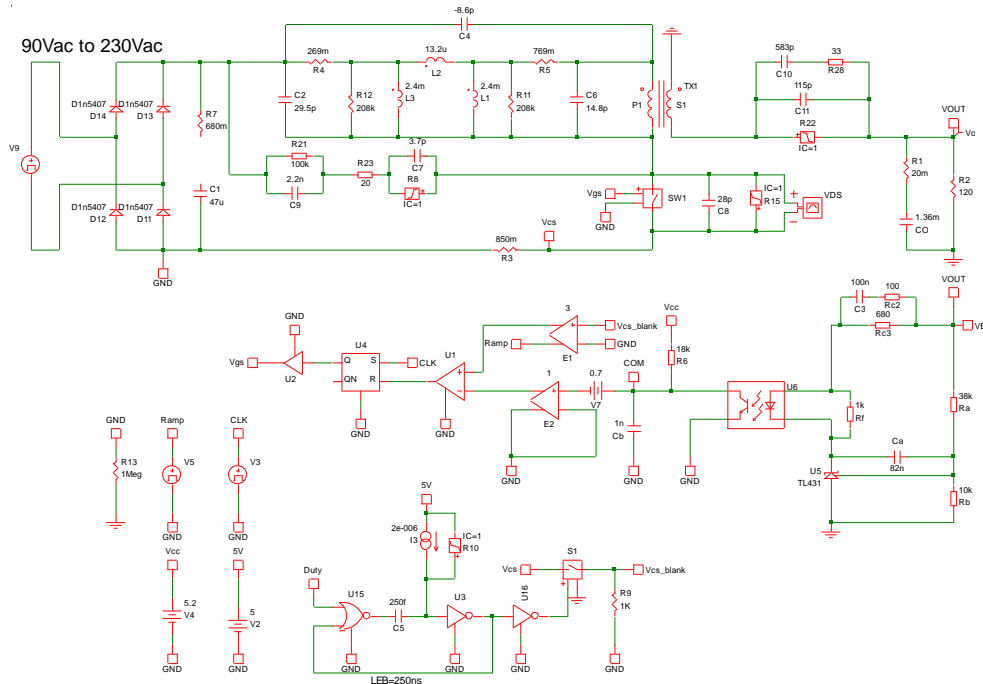 90Vac to 230Vac
-8.6p
C4
269m
R4
13.2u
L2
769m
R5
C2
29.5p
R12
208k
2.4m
L3
2.4m
L1
R11
208k
C6
14.8p
P1
S1
TX1
583p
C10
33
R28
115p
C11
R22
IC=1
VOUT
Vo
R1
20m
R2
120
1.36m
CO
V9
D1n5407
D14
D1n5407
D13
D1n5407
D12
D1n5407
D11
R7
680m
C1
47u
GND
R21
100k
2.2n
C9
R23
20
3.7p
C7
R8
IC=1
850m
R3
Vcs
Vgs
GND
SW1
28p
C8
IC=1
R15
VDS
GND
Vgs
U2
U4
Q
QN
S
R
CLK
GND
U1
GND
3
E1
Ramp
Vcs_blank
GND
1
E2
GND
0.7
V7
COM
1n
Cb
GND
Vcc
18k
R6
U6
GND
100n
C3
100
Rc2
680
Rc3
VOUT
1k
Rf
38k
Ra
Ca
82n
U5
TL431
10k
Rb
GND
R13
1Meg
Ramp
V5
GND
CLK
V3
GND
Vcc
5.2
V4
GND
5V
5
V2
GND
5V
2e-006
I3
IC=1
R10
Duty
U15
GND
250f
C5
U3
GND
U16
GND
LEB=250ns
Vcs
S1
Vcs_blank
R9
1K
GND